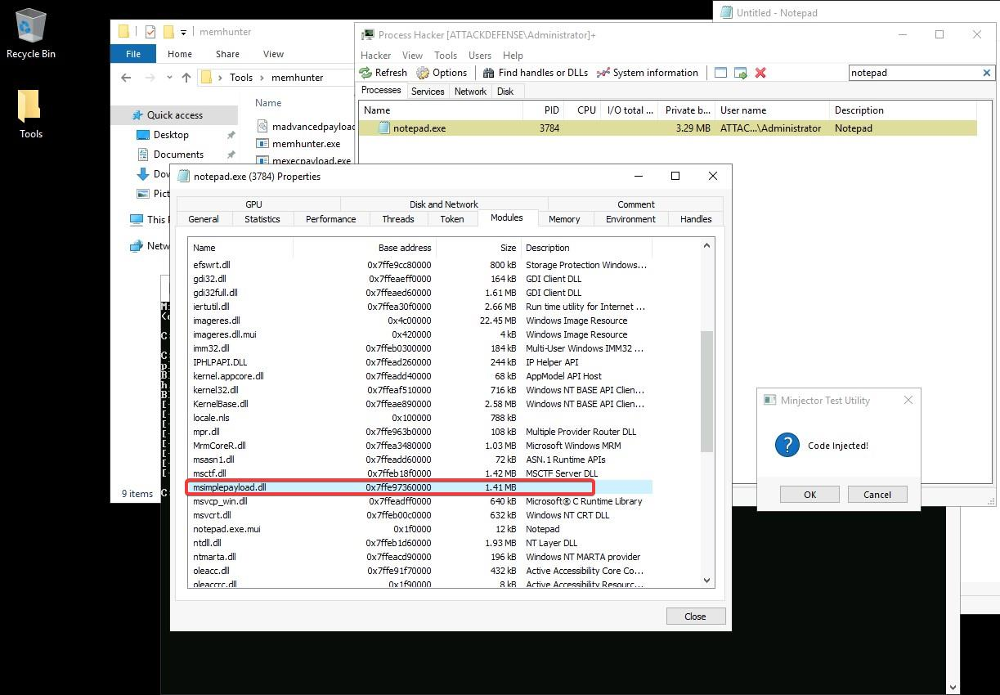 Recycle Bin
Tools
memhunter
File Home Share View
Tools memhunter
Quick access
Desktop
Documents
Name
madvancedpayload
memhunter.exe
mexecpayload.exe
9 items
Untitled - Notepad
Process Hacker [ATTACKDEFENSE\Administrator]+
Hacker View Tools Users Help
Refresh Options Find handles or DLLs System information notepad
Processes Services Network Disk
Name PID CPU I/O total ... Private b... User name Description
notepad.exe 3784 3.29 MB ATTAC...\Administrator Notepad
notepad.exe (3784) Properties
GPU Disk and Network Comment
General Statistics Performance Threads Token Modules Memory Environment Handles
Name Base address Size Description
efswrt.dll 0x7ffe9cc80000 800 kB Storage Protection Windows...
gdi32.dll 0x7ffeaeff0000 164 kB GDI Client DLL
gdi32full.dll 0x7ffeaed60000 1.61 MB GDI Client DLL
iertutil.dll 0x7ffea30f0000 2.66 MB Run time utility for Internet ...
imageres.dll 0x4c00000 22.45 MB Windows Image Resource
imageres.dll.mui 0x420000 4 kB Windows Image Resource
imm32.dll 0x7ffeb0300000 184 kB Multi-User Windows IMM32 ...
IPHLPAPI.DLL 0x7ffead260000 244 kB IP Helper API
kernel.appcore.dll 0x7ffeadd40000 68 kB AppModel API Host
kernel32.dll 0x7ffeaf510000 716 kB Windows NT BASE API Clien...
KernelBase.dll 0x7ffeae890000 2.58 MB Windows NT BASE API Clien...
locale.nls 0x100000 788 kB
mpr.dll 0x7ffe963b0000 108 kB Multiple Provider Router DLL
MrmCoreR.dll 0x7ffea3480000 1.03 MB Microsoft Windows MRM
msasn1.dll 0x7ffeadd60000 72 kB ASN.1 Runtime APIs
msctf.dll 0x7ffeb18f0000 1.42 MB MSCTF Server DLL
msimplepayload.dll 0x7ffe97360000 1.41 MB
msvcp_win.dll 0x7ffeadff0000 640 kB Microsoft® C Runtime Library
msvcrt.dll 0x7ffeb00c0000 632 kB Windows NT CRT DLL
notepad.exe.mui 0x1f0000 12 kB Notepad
ntdll.dll 0x7ffeb1d60000 1.93 MB NT Layer DLL
ntmarta.dll 0x7ffeacd90000 196 kB Windows NT MARTA provider
oleacc.dll 0x7ffe91f70000 432 kB Active Accessibility Core Co...
oleaccrc.dll 0x1f90000 8 kB Active Accessibility Resourc...
Close
Minjector Test Utility
Code Injected!
OK Cancel